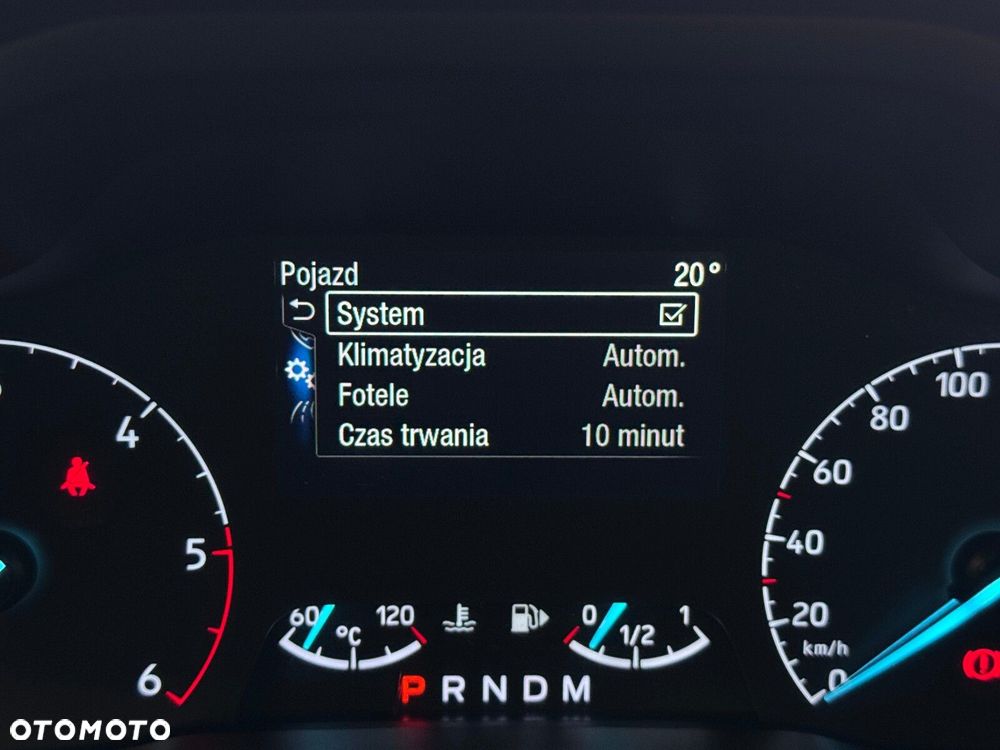 Pojazd 20°
System
Klimatyzacja Autom.
Fotele Autom.
Czas trwania 10 minut
4
5
6
100
80
60
40
20
km/h
0
60 120
°C
0 1/2 1
P R N D M
OTOMOTO